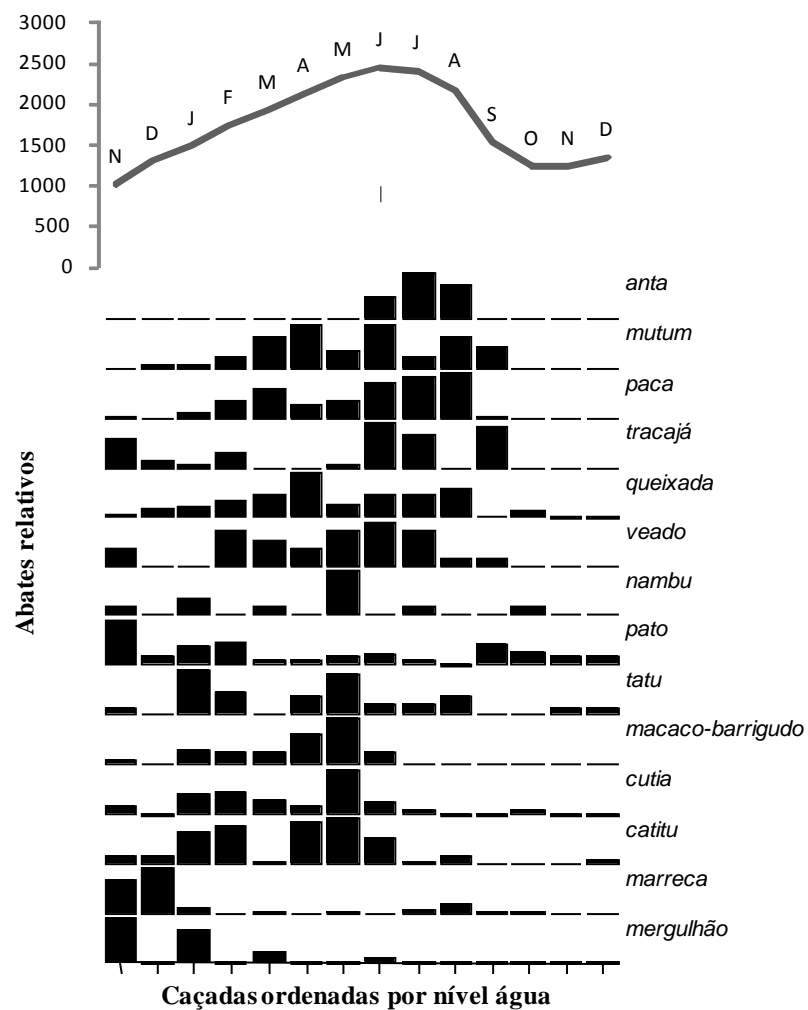 3000
2500
2000
1500
1000
500
0
N D J F M A M J J A S O N D
anta
mutum
paca
tracajá
queixada
veado
nambu
pato
tatu
macaco-barrigudo
cutia
catitu
marreca
mergulhão
Abates relativos
Caçadas ordenadas por nível água